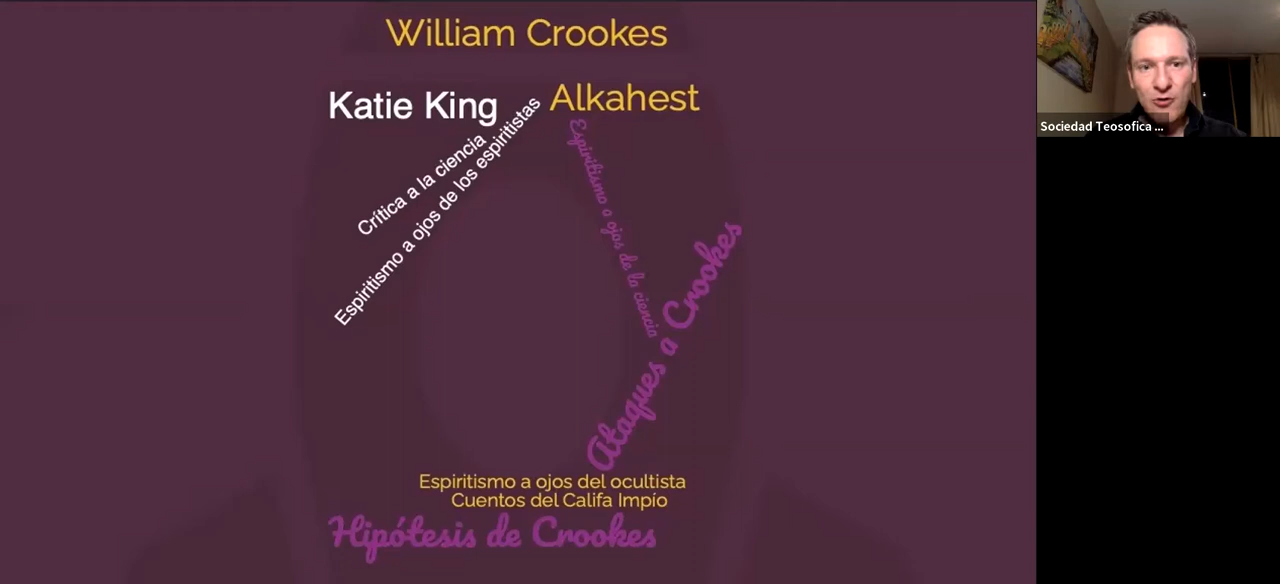 William Crookes
Katie King
Alkahest
Crítica a la ciencia
Espiritismo a ojos de los espiritistas
Espiritismo a ojos de la ciencia
Ataques a Crookes
Espiritismo a ojos del ocultista
Cuentos del Califa Impío
Hipótesis de Crookes
Sociedad Teosofica ...